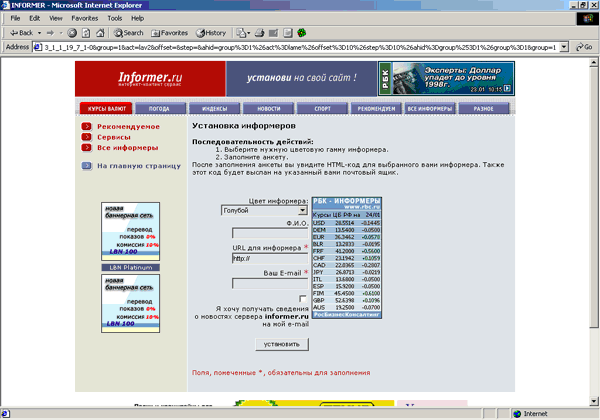 INFORMER - Microsoft Internet Explorer
File Edit View Favorites Tools Help
Back Search Favorites History
Address 3_1_1_19_7_1-0&group=1&act=lav2&offset=&step=&ahid=group%3D1%26act%3Dlame%26offset%3D10%26step%3D10%26ahid%3Dgroup%253D1%26group%3D1&group=1 Go
Informer.ru
интернет-контент сервис
установи на свой сайт !
РБК
Эксперты: Доллар
упадет до уровня
1998г.
23.01 10:15
КУРСЫ ВАЛЮТ ПОГОДА ИНДЕКСЫ НОВОСТИ СПОРТ РЕКОМЕНДУЕМ ВСЕ ИНФОРМЕРЫ РАЗНОЕ
Рекомендуемое
Сервисы
Все информеры
На главную страницу
новая
баннерная сеть
перевод
показов 0%
комиссия 10%
LBN 100
LBN Platinum
новая
баннерная сеть
перевод
показов 0%
комиссия 10%
LBN 100
Установка информеров
Последовательность действий:
1. Выберите нужную цветовую гамму информера.
2. Заполните анкету.
После заполнения анкеты вы увидите HTML-код для выбранного вами информера. Также
этот код будет выслан на указанный вами почтовый ящик.
Цвет информера:
Голубой
Ф.И.О.
URL для информера *
http://
Ваш E-mail *
Я хочу получать сведения
о новостях сервера informer.ru
на мой e-mail
установить
РБК - ИНФОРМЕРЫ
www.rbc.ru
Курсы ЦБ РФ на 24/01
USD 28.5514 -0.1445
DEM 13.5400 -0.0500
EUR 26.3462 -0.0570
BLR 13.2833 -0.0195
FRF 41.2000 +0.5600
CHF 23.1942 +0.1059
CAD 22.0365 -0.2807
JPY 26.8713 -0.0219
ITL 13.6800 -0.0500
ESP 15.9200 -0.0500
FIM 45.4500 +0.6100
GBP 52.6398 +0.1096
AUS 19.2500 -0.0700
РосБизнесКонсалтинг
Поля, помеченные *, обязательны для заполнения
Internet